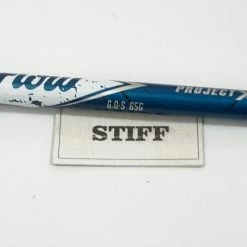 6.0-S 65G
PROJECT X
STIFF